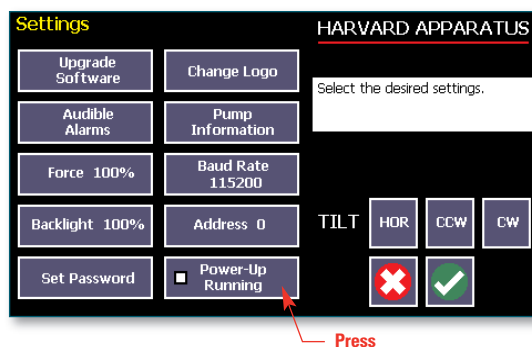 Settings
HARVARD APPARATUS
Upgrade
Software
Change Logo
Select the desired settings.
Audible
Alarms
Pump
Information
Force 100%
Baud Rate
115200
Backlight 100%
Address 0
TILT
HOR
CCW
CW
Set Password
Power-Up
Running
Press